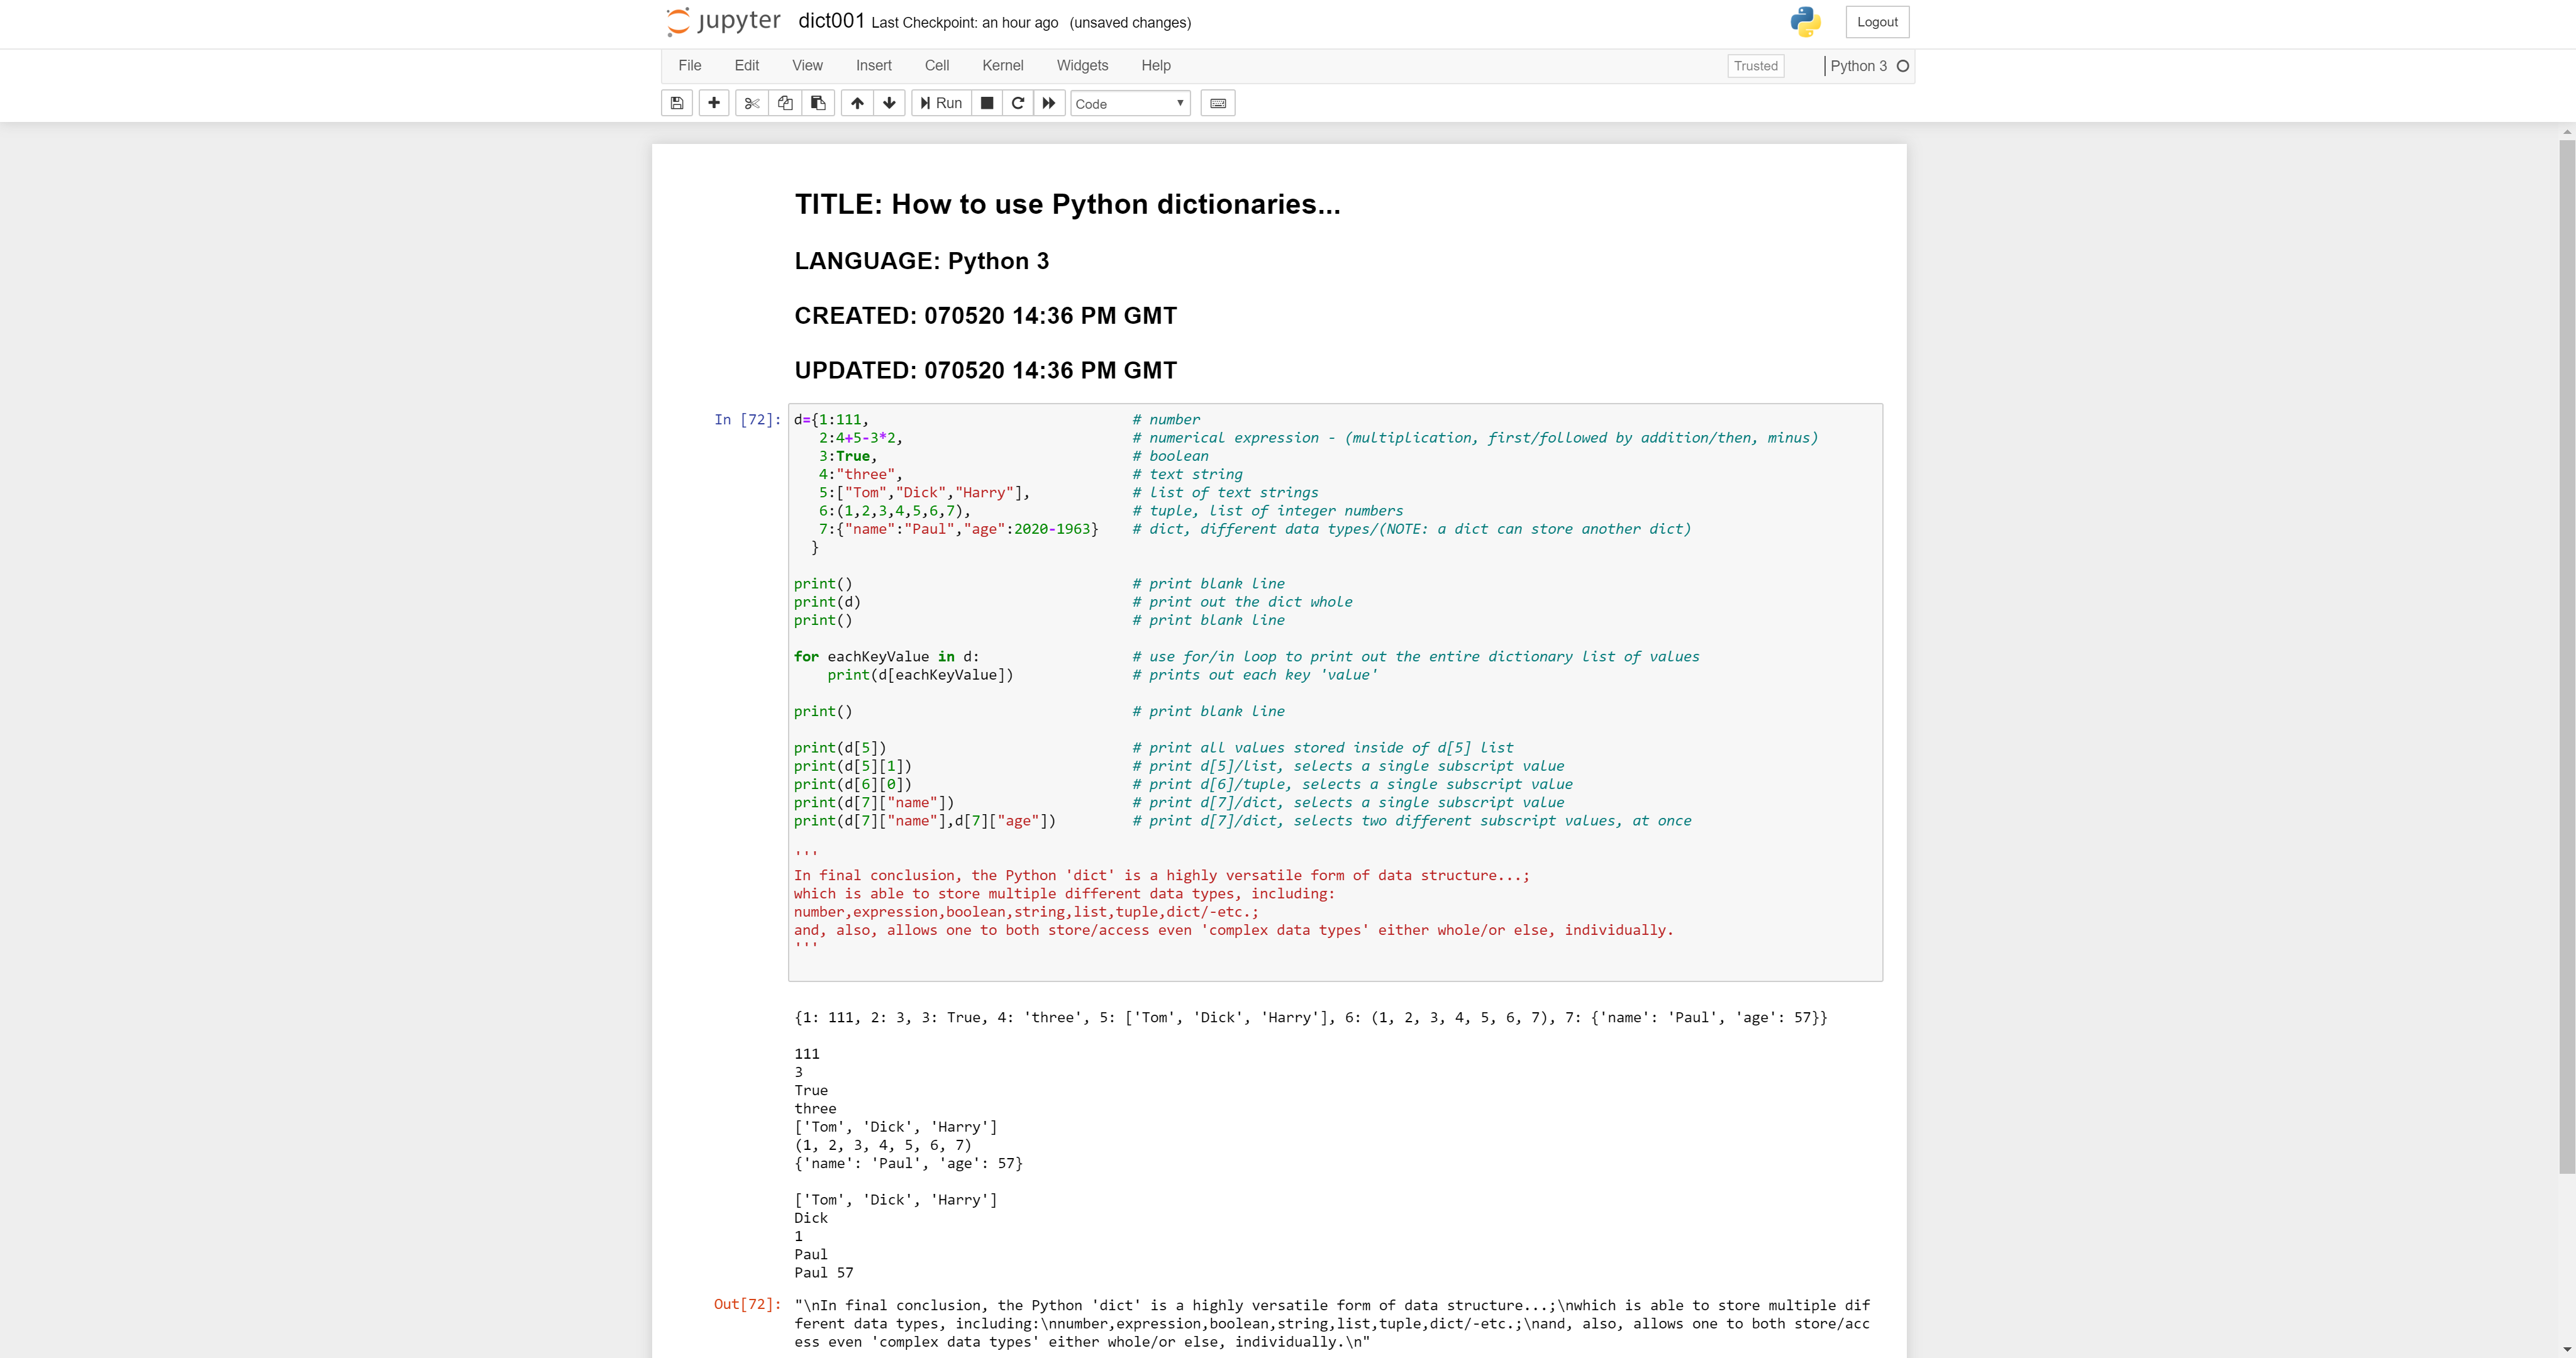 jupyter dict001 Last Checkpoint: an hour ago (unsaved changes)
Logout
File Edit View Insert Cell Kernel Widgets Help
Trusted
Python 3
Run
Code
TITLE: How to use Python dictionaries...
LANGUAGE: Python 3
CREATED: 070520 14:36 PM GMT
UPDATED: 070520 14:36 PM GMT
In [72]:
d={1:111,                               # number
   2:4+5-3*2,                           # numerical expression - (multiplication, first/followed by addition/then, minus)
   3:True,                              # boolean
   4:"three",                           # text string
   5:["Tom","Dick","Harry"],            # list of text strings
   6:(1,2,3,4,5,6,7),                   # tuple, list of integer numbers
   7:{"name":"Paul","age":2020-1963}    # dict, different data types/(NOTE: a dict can store another dict)
  }
print()                                 # print blank line
print(d)                                # print out the dict whole
print()                                 # print blank line
for eachKeyValue in d:                  # use for/in loop to print out the entire dictionary list of values
    print(d[eachKeyValue])              # prints out each key 'value'
print()                                 # print blank line
print(d[5])                             # print all values stored inside of d[5] list
print(d[5][1])                          # print d[5]/list, selects a single subscript value
print(d[6][0])                          # print d[6]/tuple, selects a single subscript value
print(d[7]["name"])                     # print d[7]/dict, selects a single subscript value
print(d[7]["name"],d[7]["age"])         # print d[7]/dict, selects two different subscript values, at once
'''
In final conclusion, the Python 'dict' is a highly versatile form of data structure...;
which is able to store multiple different data types, including:
number,expression,boolean,string,list,tuple,dict/-etc.;
and, also, allows one to both store/access even 'complex data types' either whole/or else, individually.
'''
{1: 111, 2: 3, 3: True, 4: 'three', 5: ['Tom', 'Dick', 'Harry'], 6: (1, 2, 3, 4, 5, 6, 7), 7: {'name': 'Paul', 'age': 57}}
111
3
True
three
['Tom', 'Dick', 'Harry']
(1, 2, 3, 4, 5, 6, 7)
{'name': 'Paul', 'age': 57}
['Tom', 'Dick', 'Harry']
Dick
1
Paul
Paul 57
Out[72]: "\nIn final conclusion, the Python 'dict' is a highly versatile form of data structure...;\nwhich is able to store multiple dif
ferent data types, including:\nnumber,expression,boolean,string,list,tuple,dict/-etc.;\nand, also, allows one to both store/acc
ess even 'complex data types' either whole/or else, individually.\n"